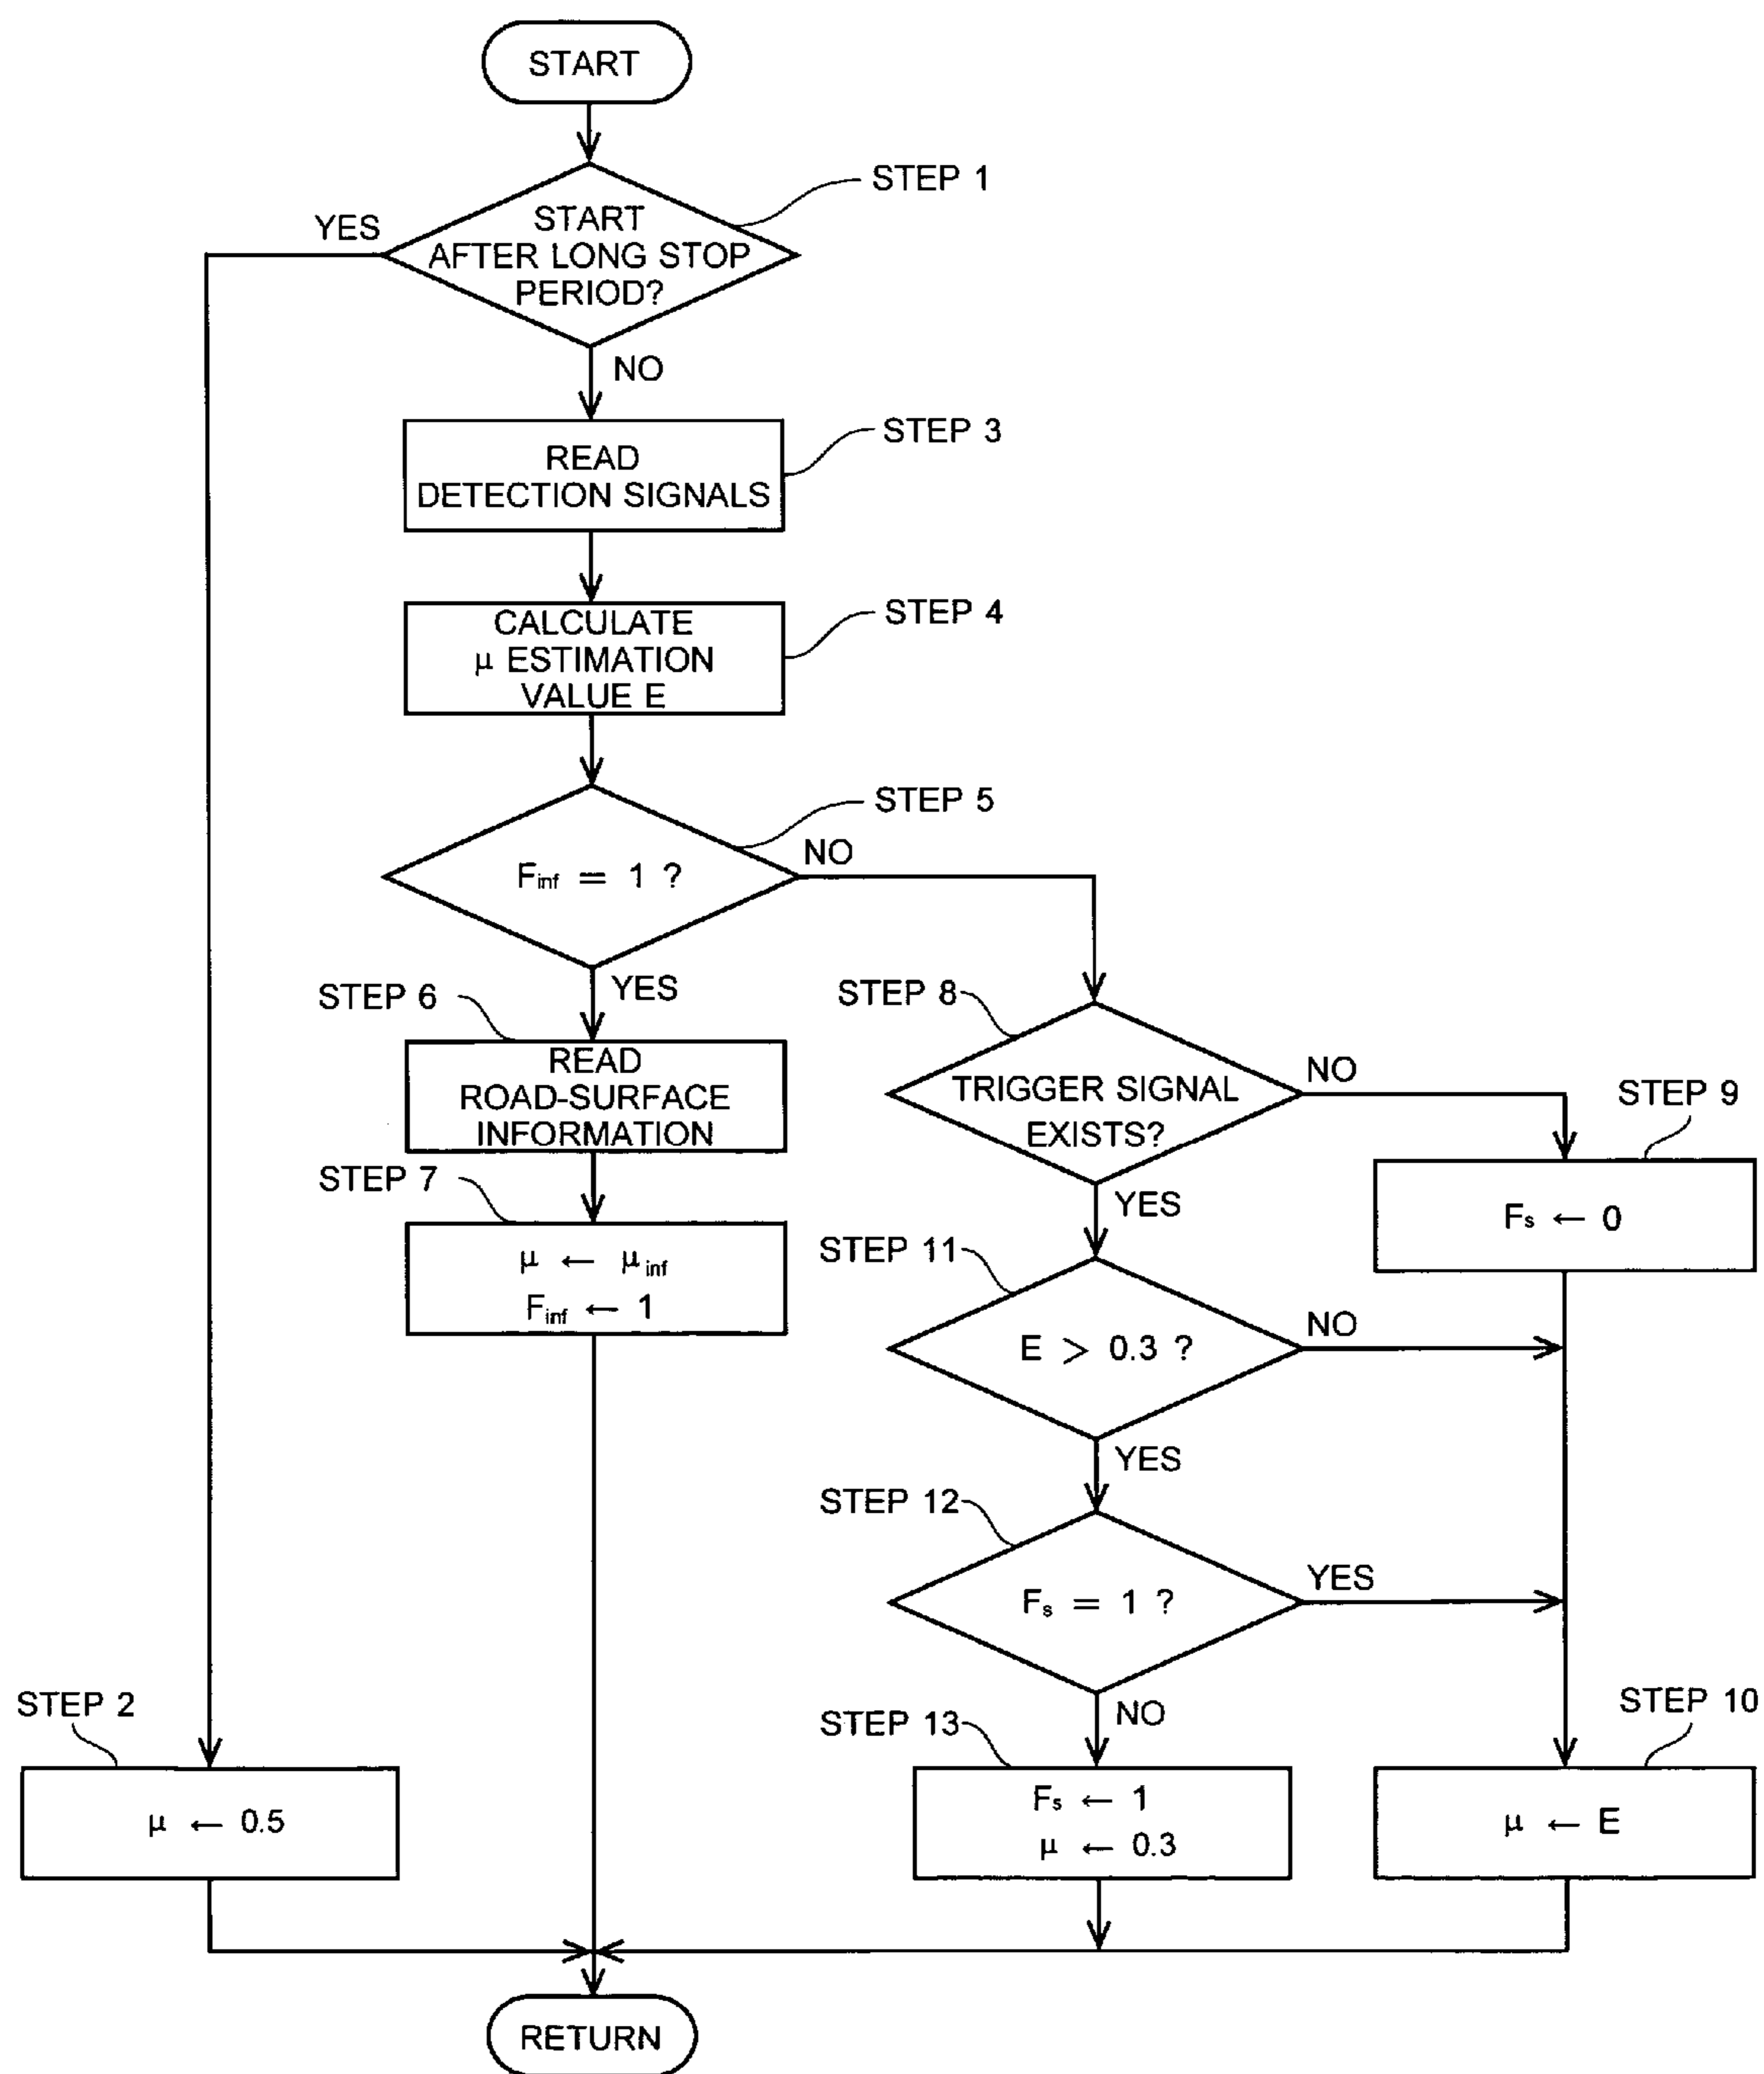 START
STEP 1
YES
START
AFTER LONG STOP
PERIOD?
NO
STEP 3
READ
DETECTION SIGNALS
STEP 4
CALCULATE
μ ESTIMATION
VALUE E
STEP 5
NO
Finf = 1 ?
YES
STEP 6
READ
ROAD-SURFACE
INFORMATION
STEP 7
μ ← μinf
Finf ← 1
STEP 8
TRIGGER SIGNAL
EXISTS?
NO
STEP 9
YES
Fs ← 0
STEP 11
E > 0.3 ?
NO
YES
STEP 12
Fs = 1 ?
YES
NO
STEP 2
μ ← 0.5
STEP 13
Fs ← 1
μ ← 0.3
STEP 10
μ ← E
RETURN